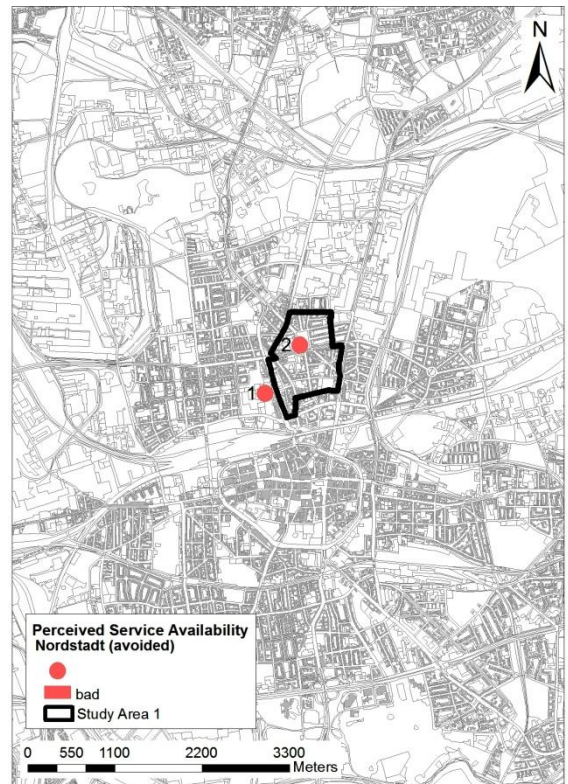 N
2
1
Perceived Service Availability
Nordstadt (avoided)
bad
Study Area 1
0 550 1100 2200 3300
Meters